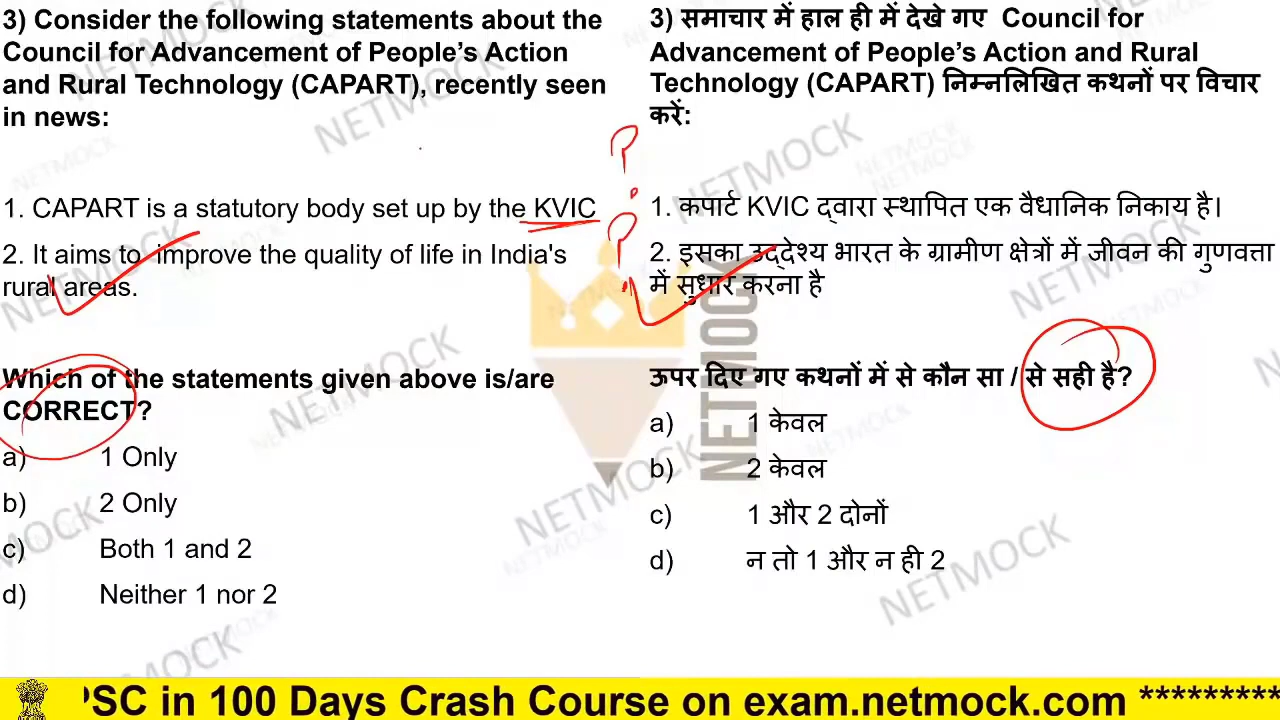 3) Consider the following statements about the
Council for Advancement of People’s Action
and Rural Technology (CAPART), recently seen
in news:
1. CAPART is a statutory body set up by the KVIC
2. It aims to improve the quality of life in India's
rural areas.
Which of the statements given above is/are
CORRECT?
a) 1 Only
b) 2 Only
c) Both 1 and 2
d) Neither 1 nor 2
3) समाचार में हाल ही में देखे गए Council for
Advancement of People’s Action and Rural
Technology (CAPART) निम्नलिखित कथनों पर विचार
करें:
1. कपार्ट KVIC द्वारा स्थापित एक वैधानिक निकाय है।
2. इसका उद्देश्य भारत के ग्रामीण क्षेत्रों में जीवन की गुणवत्ता
में सुधार करना है
ऊपर दिए गए कथनों में से कौन सा / से सही है?
a) 1 केवल
b) 2 केवल
c) 1 और 2 दोनों
d) न तो 1 और न ही 2
NETMOCK
PSC in 100 Days Crash Course on exam.netmock.com *********